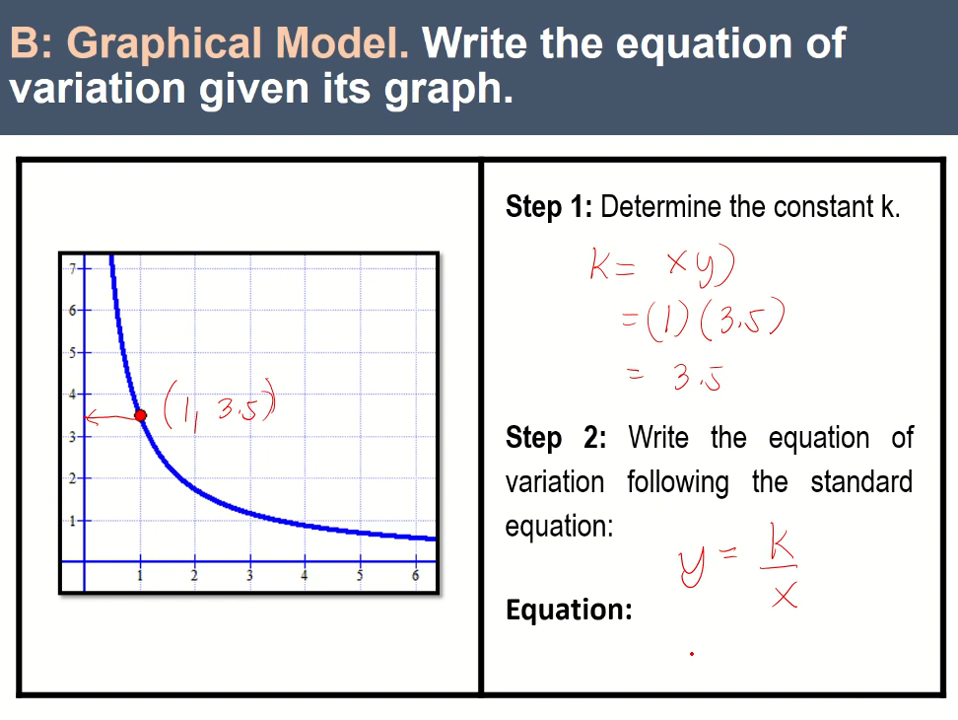 B: Graphical Model. Write the equation of
variation given its graph.
7
6
5
4
3
2
1
1 2 3 4 5 6
(1, 3.5)
Step 1: Determine the constant k.
k = xy)
= (1) (3.5)
= 3.5
Step 2: Write the equation of
variation following the standard
equation:
y = k/x
Equation: